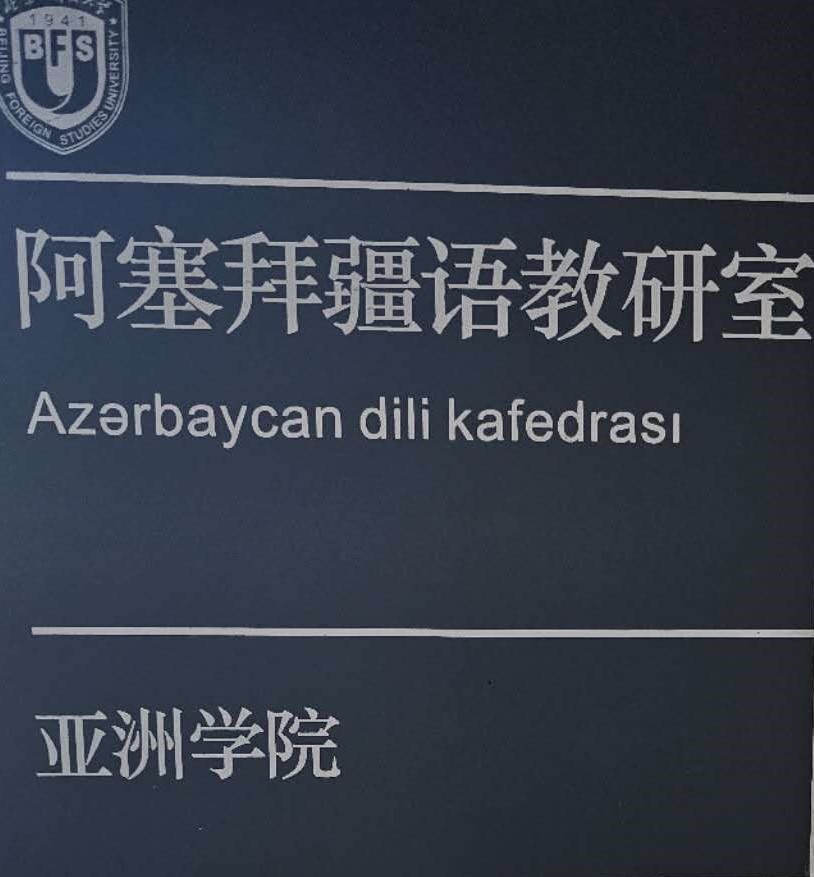 1941
BFS
BEIJING FOREIGN STUDIES UNIVERSITY
阿塞拜疆语教研室
Azərbaycan dili kafedrası
亚洲学院